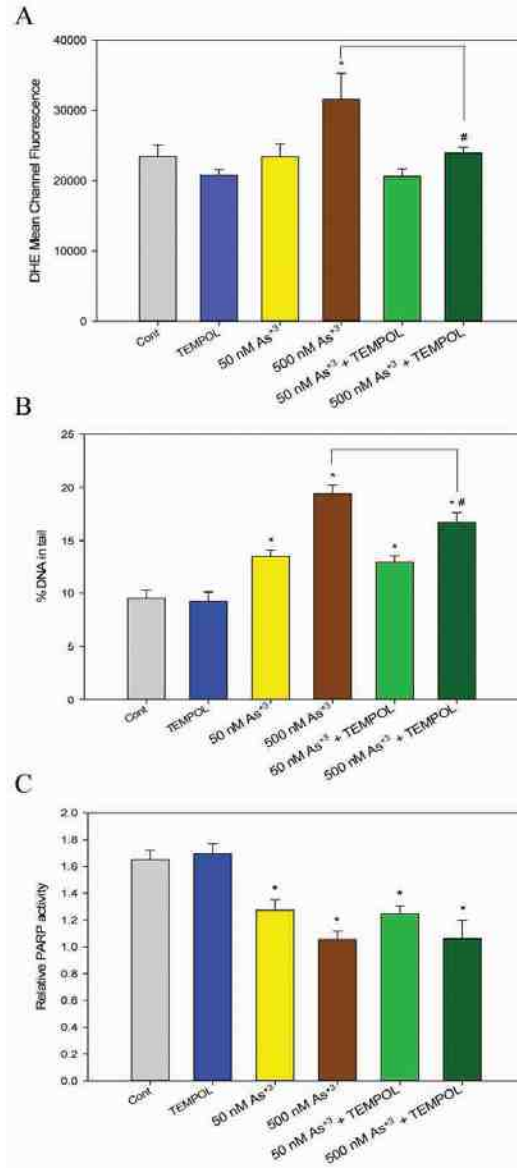 A
40000
30000
20000
10000
0
DHE Mean Channel Fluorescence
*
#
Cont
TEMPOL
50 nM As⁺³
500 nM As⁺³
50 nM As⁺³ + TEMPOL
500 nM As⁺³ + TEMPOL
B
25
20
15
10
5
0
% DNA in tail
*
*
*
* #
Cont
TEMPOL
50 nM As⁺³
500 nM As⁺³
50 nM As⁺³ + TEMPOL
500 nM As⁺³ + TEMPOL
C
2.0
1.8
1.6
1.4
1.2
1.0
0.8
0.6
0.4
0.2
0.0
Relative PARP activity
*
*
*
*
Cont
TEMPOL
50 nM As⁺³
500 nM As⁺³
50 nM As⁺³ + TEMPOL
500 nM As⁺³ + TEMPOL